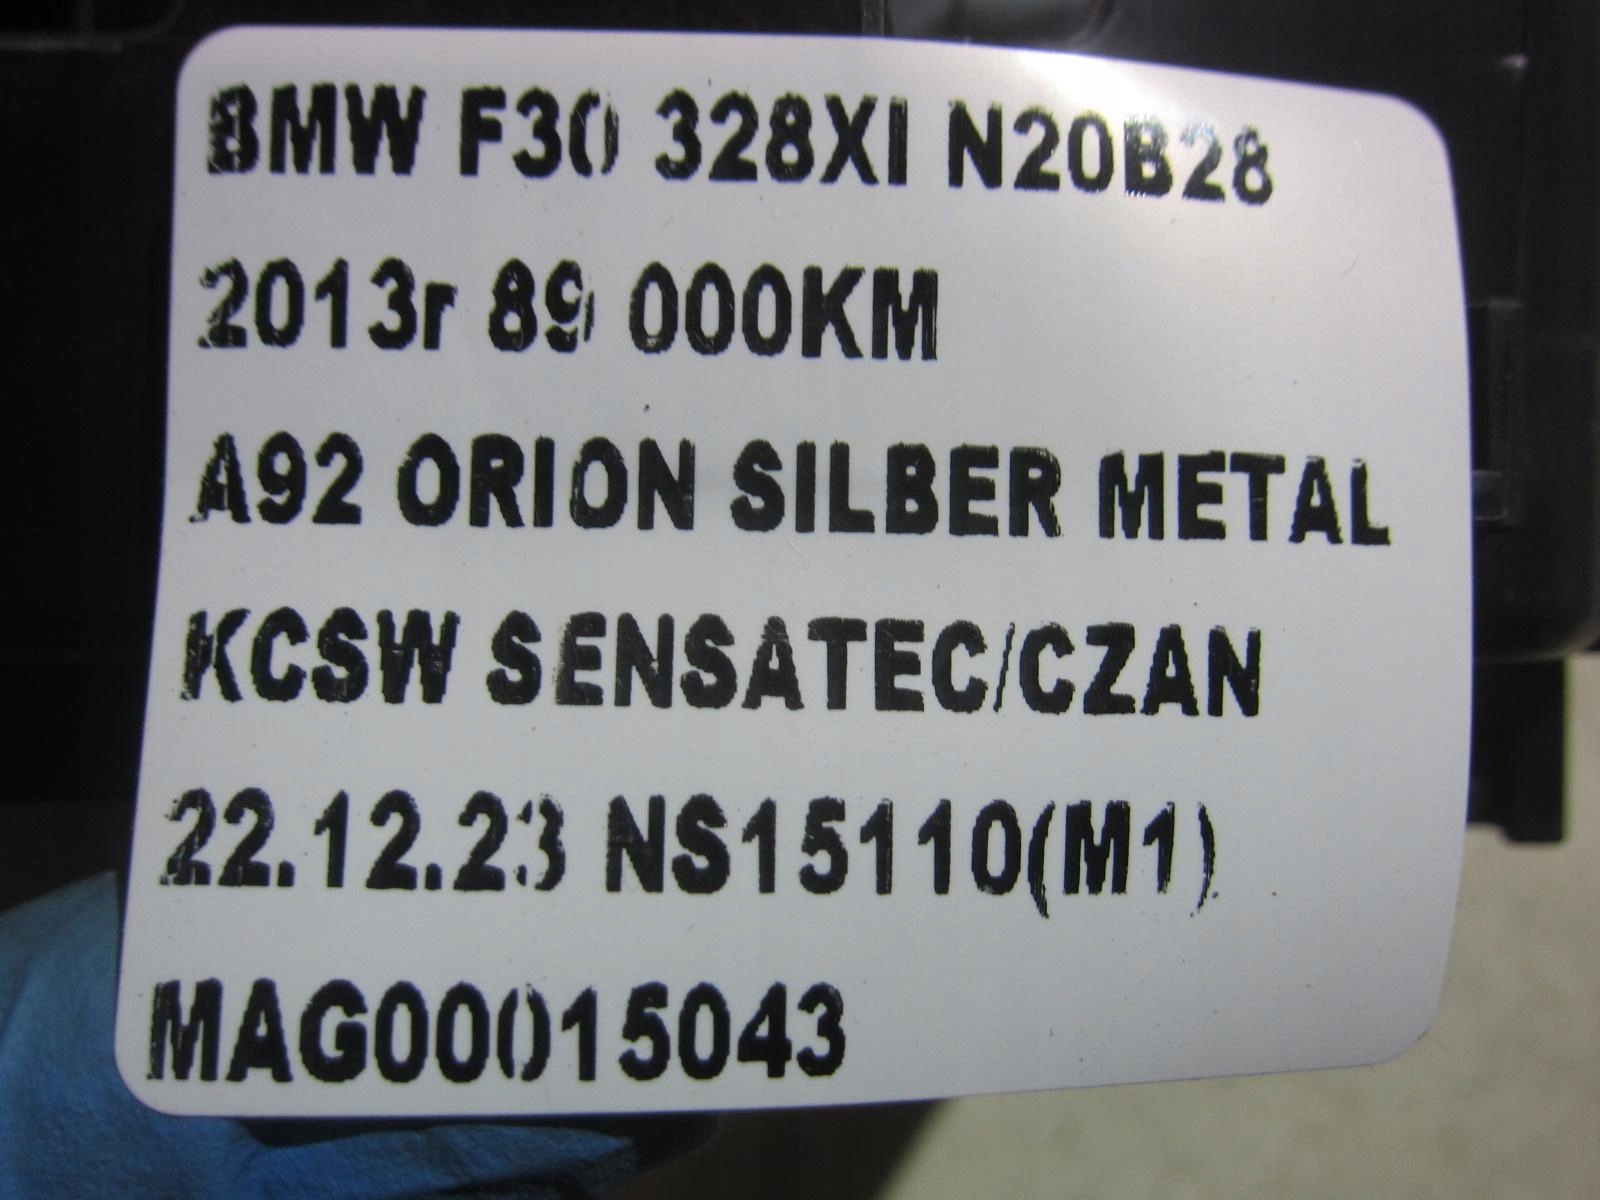 BMW F30 328XI N20B28
2013r 89 000KM
A92 ORION SILBER METAL
KCSW SENSATEC/CZAN
22.12.23 NS15110(M1)
MAG00015043